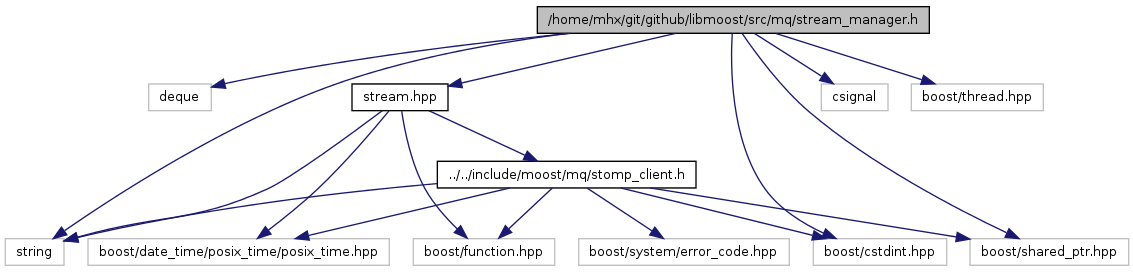 /home/mhx/git/github/libmoost/src/mq/stream_manager.h
deque
stream.hpp
csignal
boost/thread.hpp
../../include/moost/mq/stomp_client.h
string
boost/date_time/posix_time/posix_time.hpp
boost/function.hpp
boost/system/error_code.hpp
boost/cstdint.hpp
boost/shared_ptr.hpp